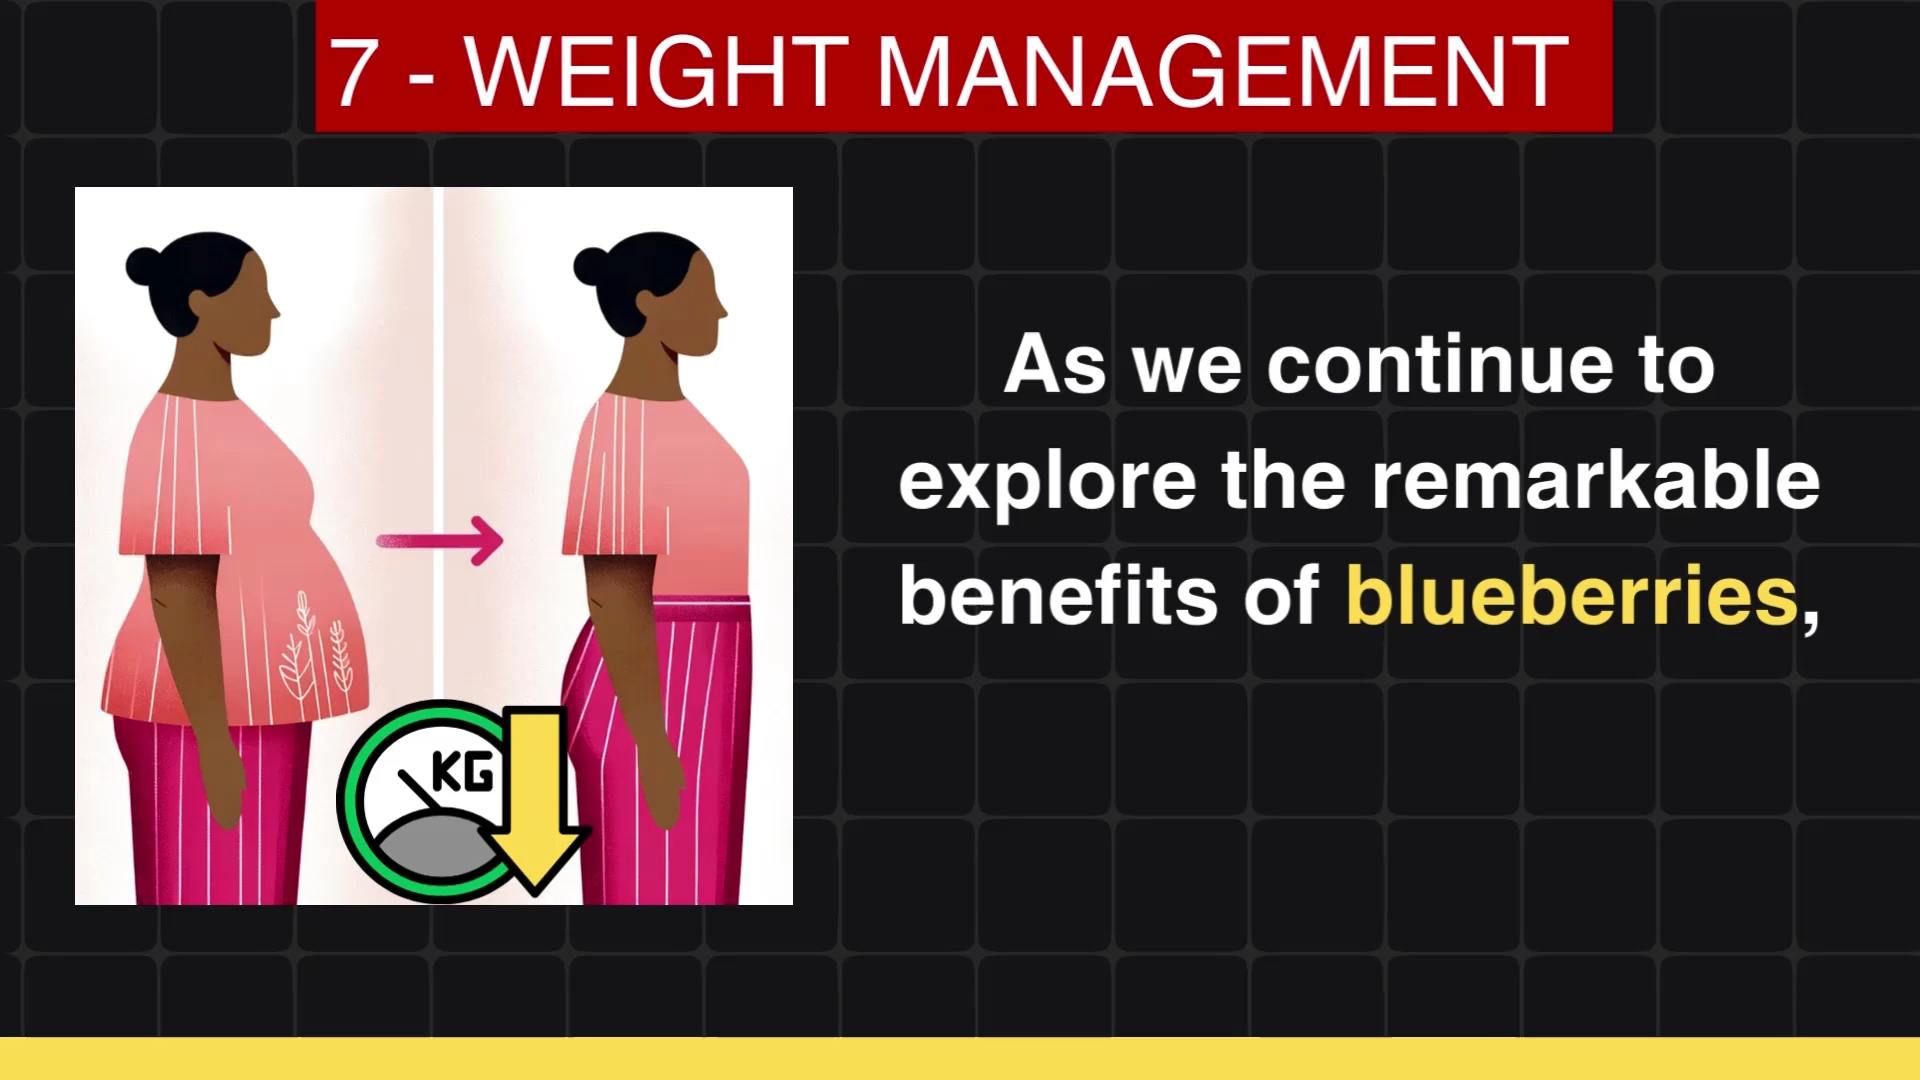 7 - WEIGHT MANAGEMENT
As we continue to
explore the remarkable
benefits of blueberries,
KG